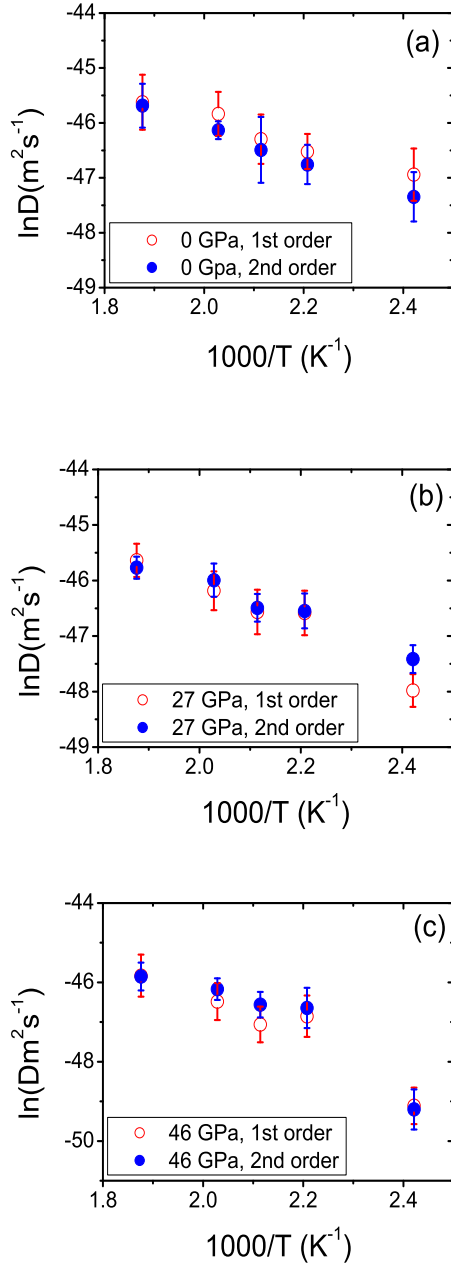 (a)
-44
-45
-46
-47
-48
-49
lnD(m²s⁻¹)
0 GPa, 1st order
0 Gpa, 2nd order
1.8 2.0 2.2 2.4
1000/T (K⁻¹)
(b)
-44
-45
-46
-47
-48
-49
lnD(m²s⁻¹)
27 GPa, 1st order
27 GPa, 2nd order
1.8 2.0 2.2 2.4
1000/T (K⁻¹)
(c)
-44
-46
-48
-50
ln(Dm²s⁻¹)
46 GPa, 1st order
46 GPa, 2nd order
1.8 2.0 2.2 2.4
1000/T (K⁻¹)